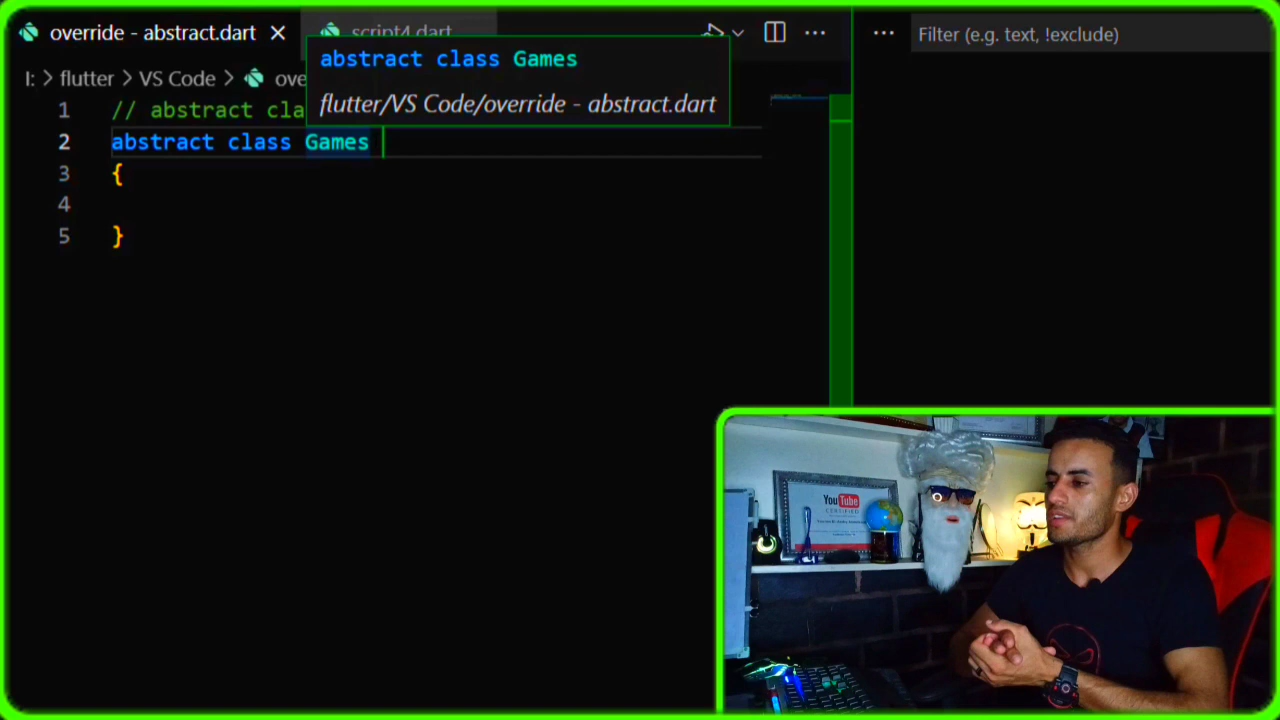 override - abstract.dart
script4.dart
Filter (e.g. text, !exclude)
abstract class Games
I: > flutter > VS Code > ove
flutter/VS Code/override - abstract.dart
1 // abstract cla
2 abstract class Games
3 {
4
5 }
YouTube
CERTIFIED